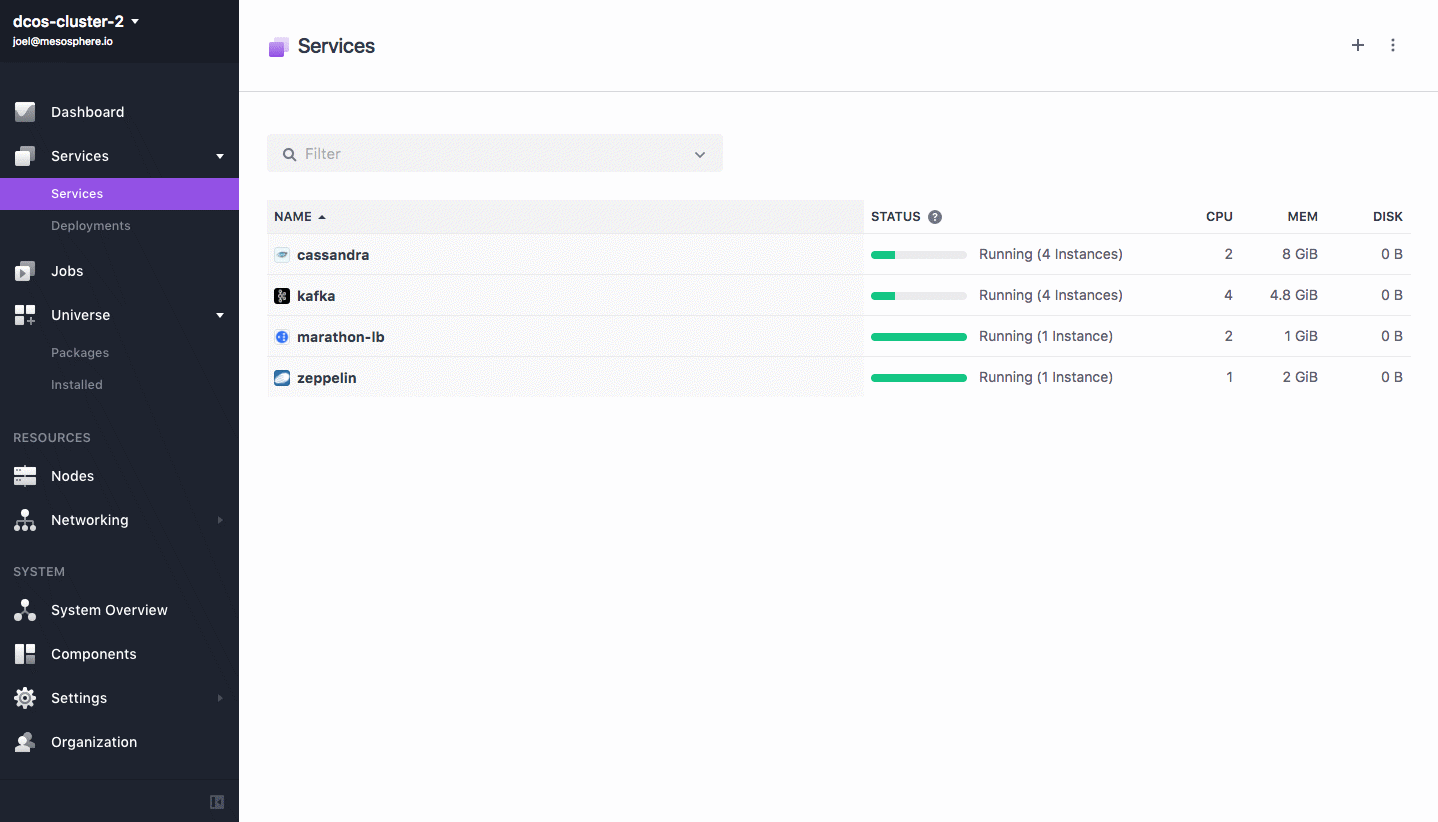 dcos-cluster-2
joel@mesosphere.io
Dashboard
Services
Services
Deployments
Jobs
Universe
Packages
Installed
RESOURCES
Nodes
Networking
SYSTEM
System Overview
Components
Settings
Organization
Services
Filter
NAME STATUS ? CPU MEM DISK
cassandra Running (4 Instances) 2 8 GiB 0 B
kafka Running (4 Instances) 4 4.8 GiB 0 B
marathon-lb Running (1 Instance) 2 1 GiB 0 B
zeppelin Running (1 Instance) 1 2 GiB 0 B